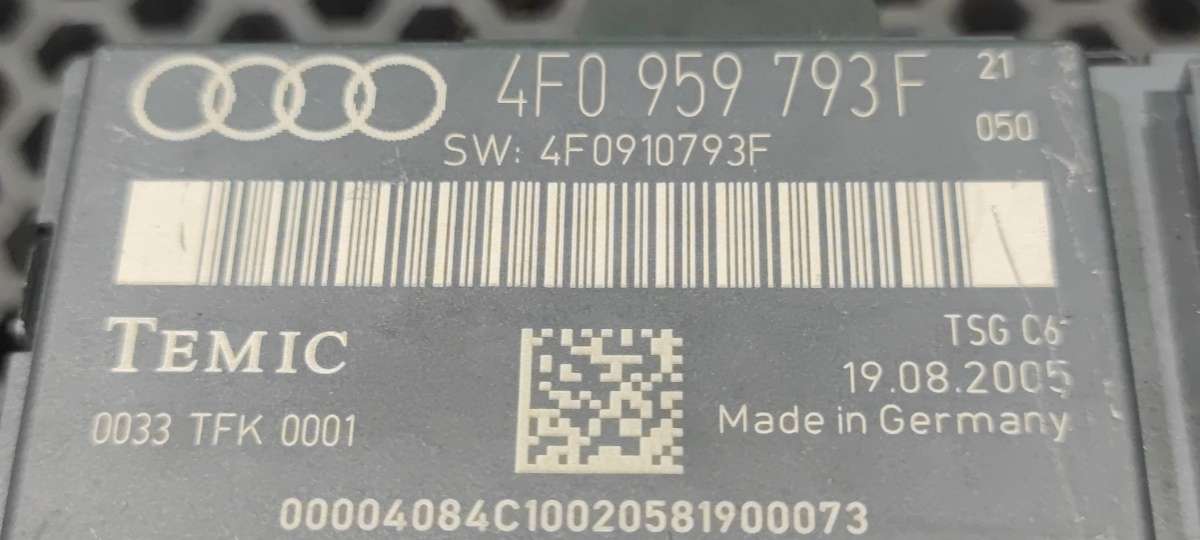 4F0 959 793F 21
SW: 4F0910793F 050
TEMIC
TSG C6
19.08.2005
0033 TFK 0001
Made in Germany
00004084C10020581900073